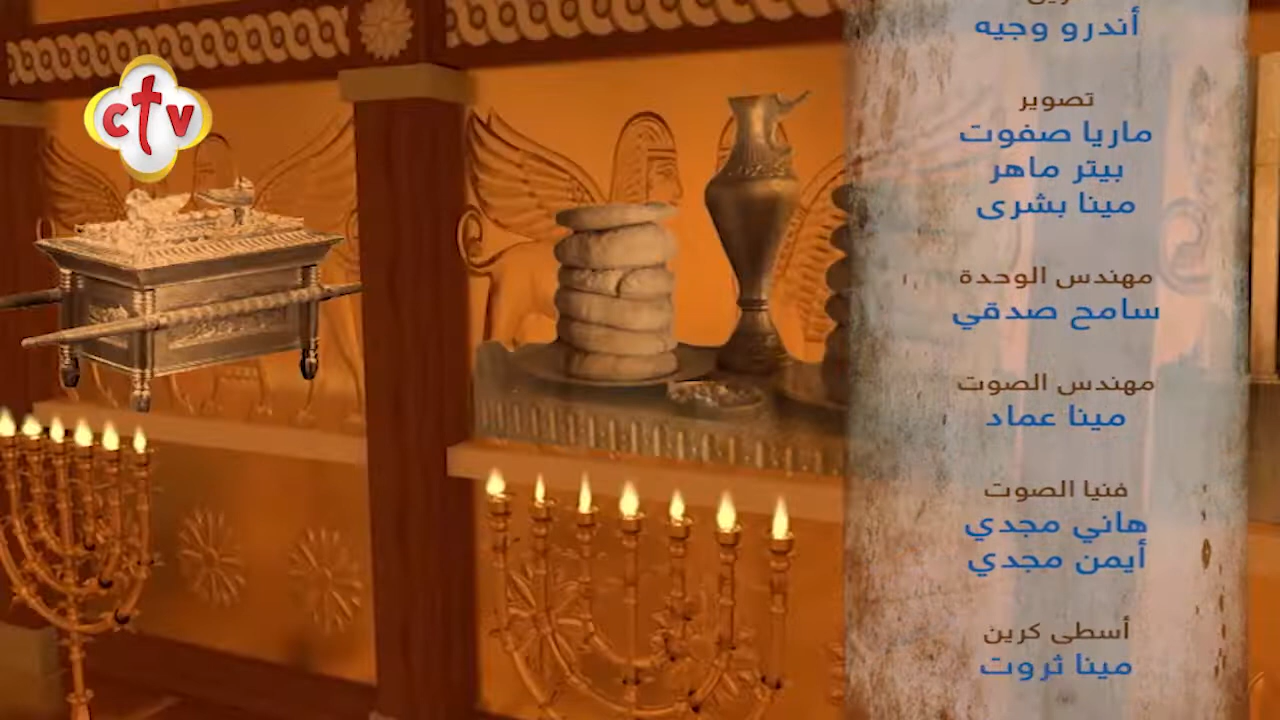 ctv
أندرو وجيه
تصوير
ماريا صفوت
بيتر ماهر
مينا بشرى
مهندس الوحدة
سامح صدقي
مهندس الصوت
مينا عماد
فنيا الصوت
هاني مجدي
أيمن مجدي
أسطى كرين
مينا ثروت